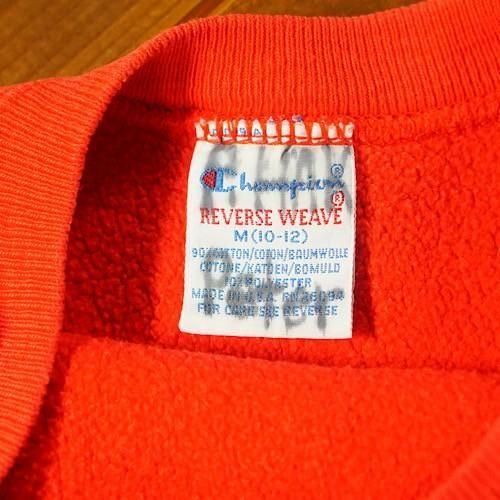 Champion®
REVERSE WEAVE®
M (10-12)
90% COTTON/COTON/BAUMWOLLE
COTONE/KATOEN/BOMULD
10% POLYESTER
MADE IN U.S.A. RN 26094
FOR CARE SEE REVERSE